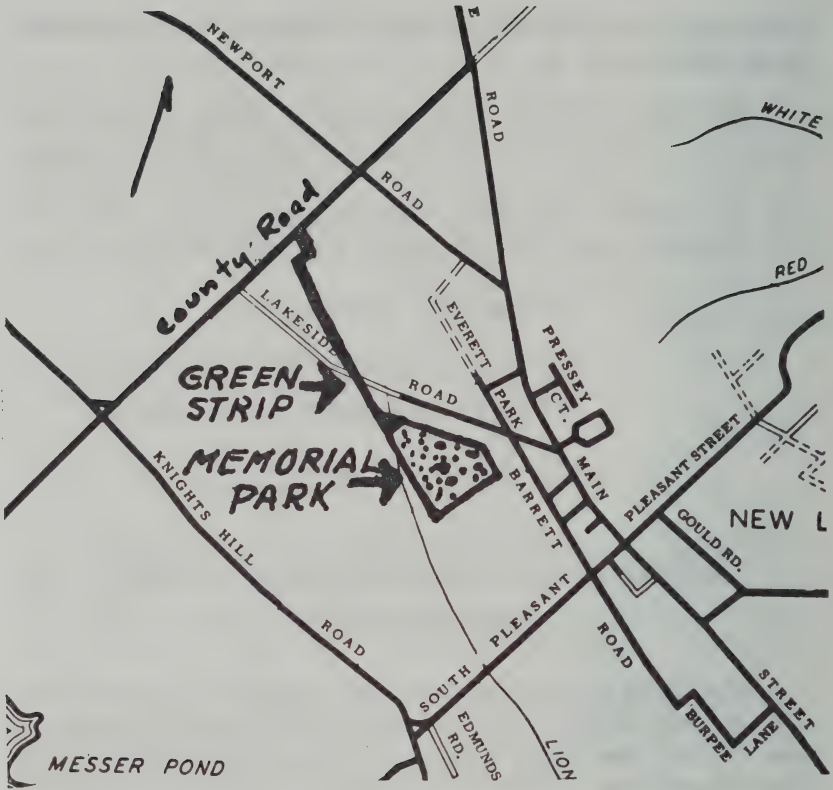 E
ROAD
NEWPORT
ROAD
WHITE
County Road
RED
LAKESIDE
ROAD
EVERETT
PARK
PRESSEY
CT.
GREEN
STRIP
MEMORIAL
PARK
BARRETT
ROAD
MAIN
STREET
PLEASANT STREET
GOULD RD.
NEW L
KNIGHTS HILL
ROAD
SOUTH PLEASANT
EDMUNDS
RD.
LION
BURPEE
LANE
MESSER POND